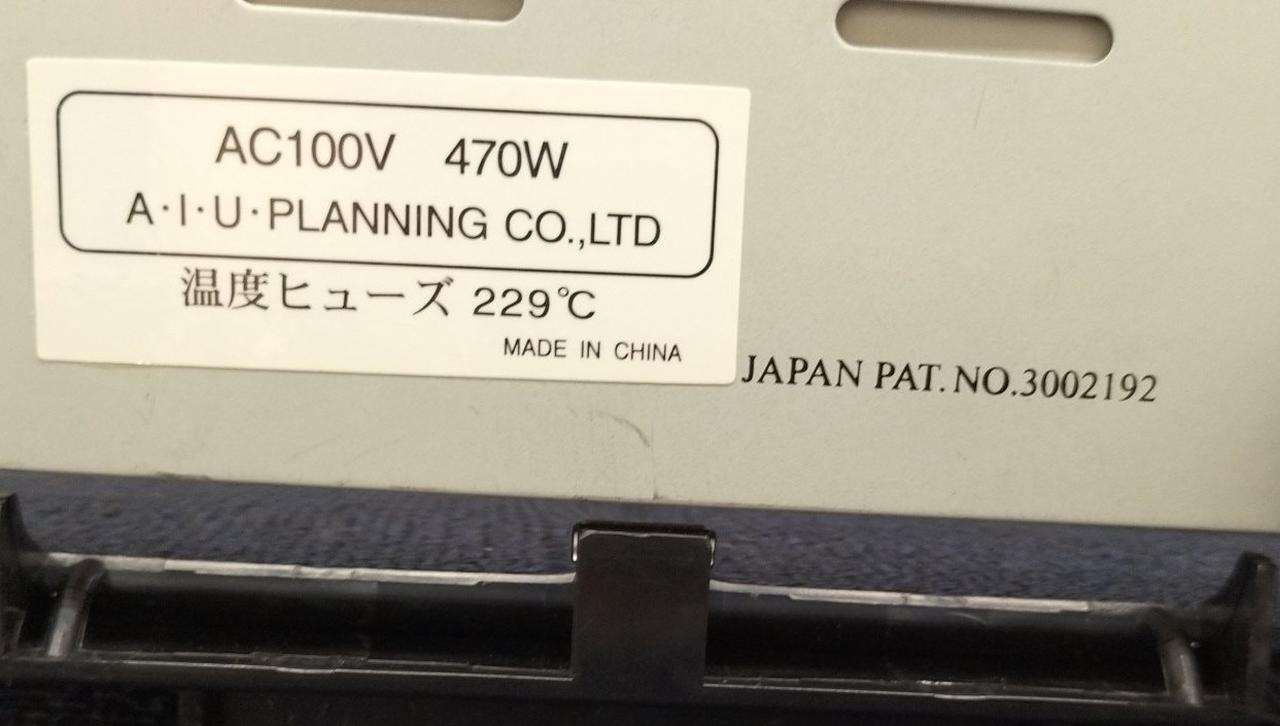 AC100V 470W
A·I·U·PLANNING CO.,LTD
温度ヒューズ 229℃
MADE IN CHINA
JAPAN PAT. NO.3002192